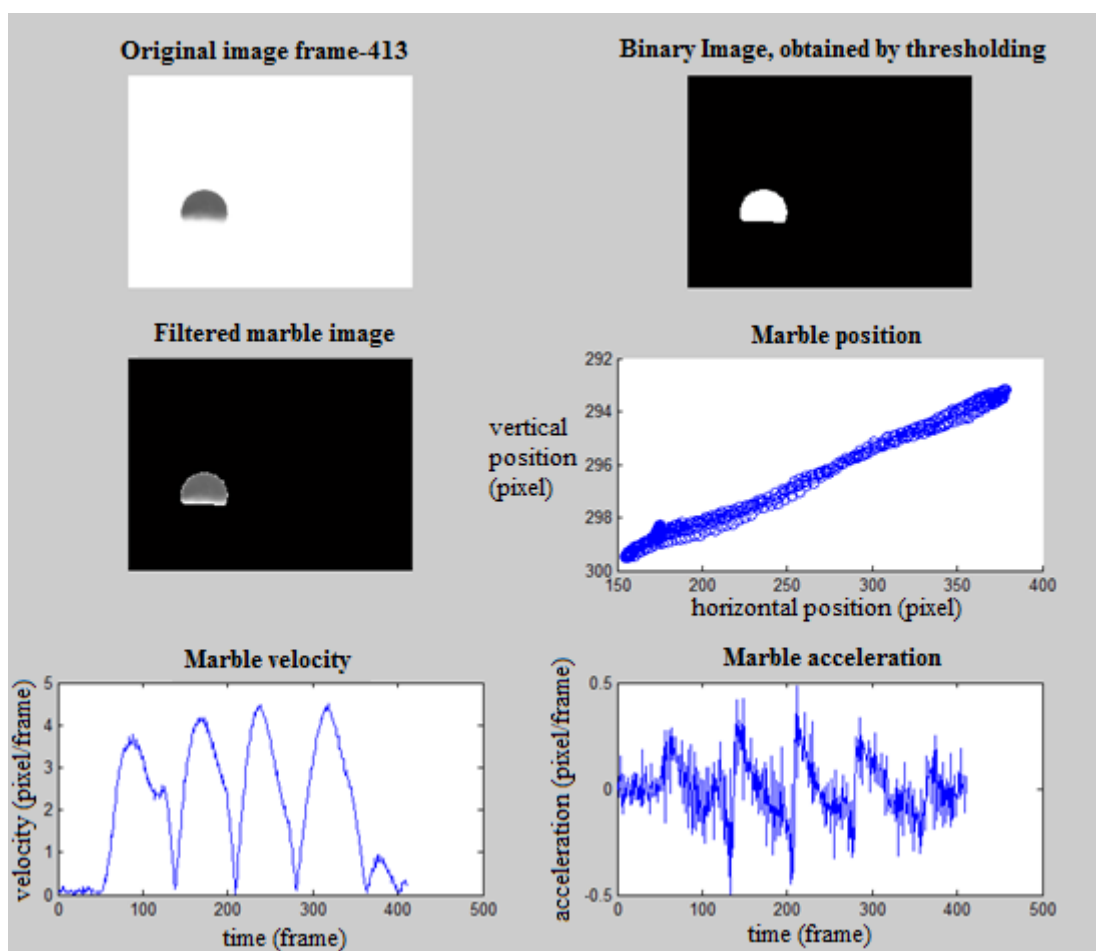 Original image frame-413
Binary Image, obtained by thresholding
Filtered marble image
Marble position
292
294
296
298
300
vertical
position
(pixel)
150
200
250
300
350
400
horizontal position (pixel)
Marble velocity
5
4
3
2
1
0
velocity (pixel/frame)
0
100
200
300
400
500
time (frame)
Marble acceleration
0.5
0
-0.5
acceleration (pixel/frame)
0
100
200
300
400
500
time (frame)